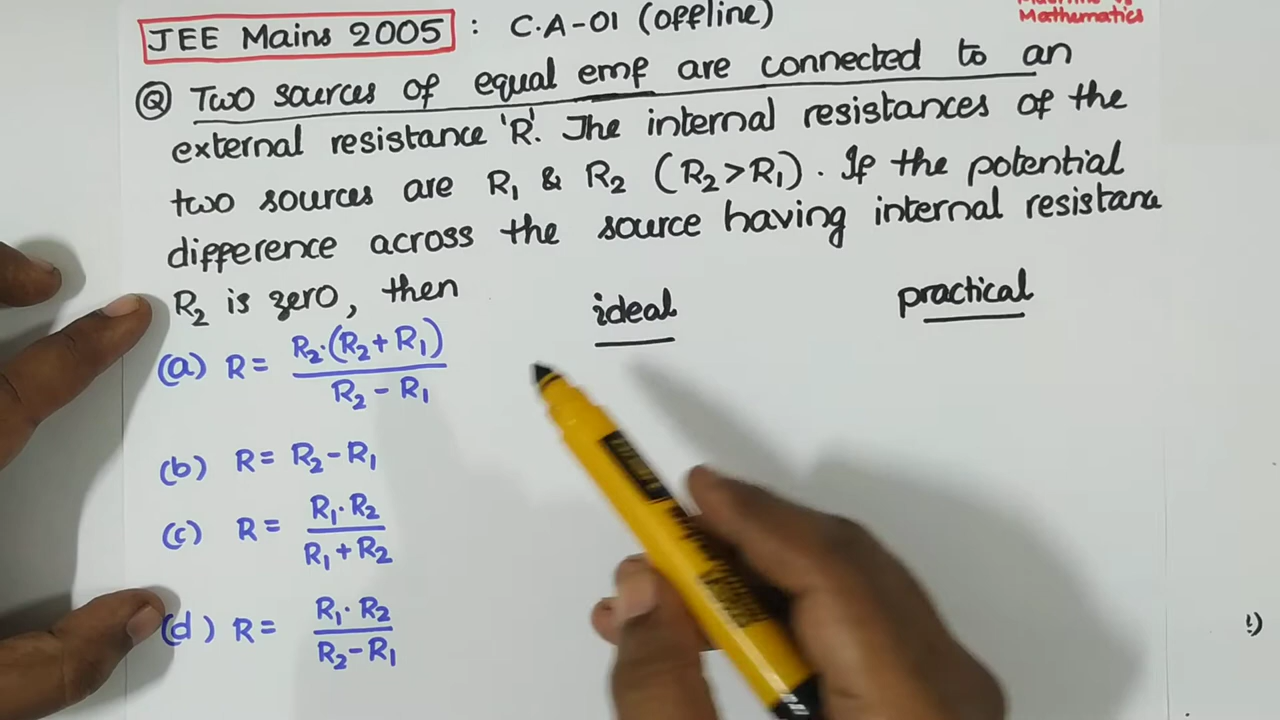 Mathematics
JEE Mains 2005 : C.A-01 (offline)
Q Two sources of equal emf are connected to an
external resistance 'R'. The internal resistances of the
two sources are R₁ & R₂ (R₂>R₁). If the potential
difference across the source having internal resistance
R₂ is zero, then
ideal
practical
(a) R= R₂·(R₂+R₁) / R₂-R₁
(b) R= R₂-R₁
(c) R= R₁·R₂ / R₁+R₂
(d) R= R₁·R₂ / R₂-R₁